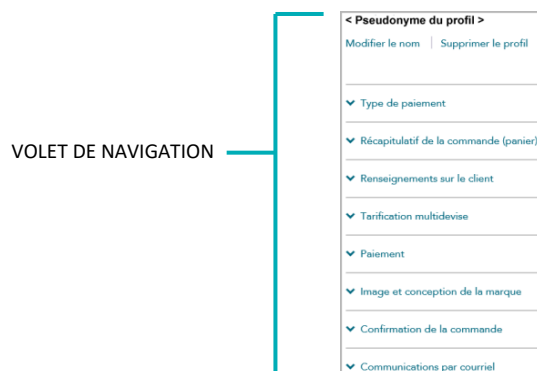 < Pseudonyme du profil >
Modifier le nom | Supprimer le profil
Type de paiement
Récapitulatif de la commande (panier)
VOLET DE NAVIGATION
Renseignements sur le client
Tarification multidevise
Paiement
Image et conception de la marque
Confirmation de la commande
Communications par courriel